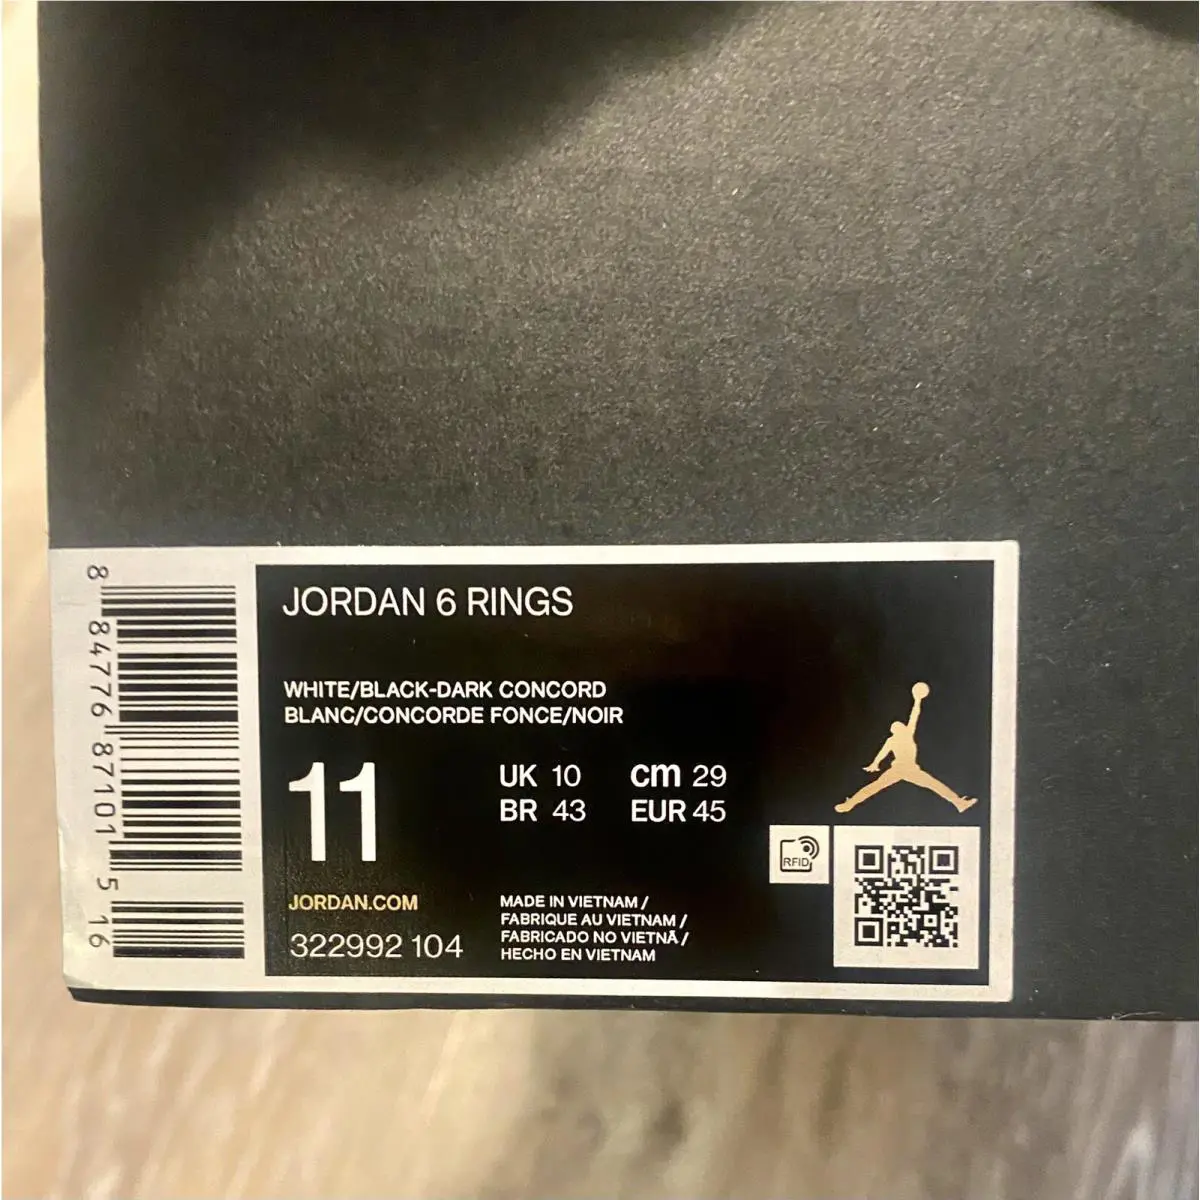 JORDAN 6 RINGS
WHITE/BLACK-DARK CONCORD
BLANC/CONCORDE FONCE/NOIR
11
UK 10 cm 29
BR 43 EUR 45
JORDAN.COM
322992 104
MADE IN VIETNAM /
FABRIQUE AU VIETNAM /
FABRICADO NO VIETNÃ /
HECHO EN VIETNAM
RFID
8 84776 87101 5 16